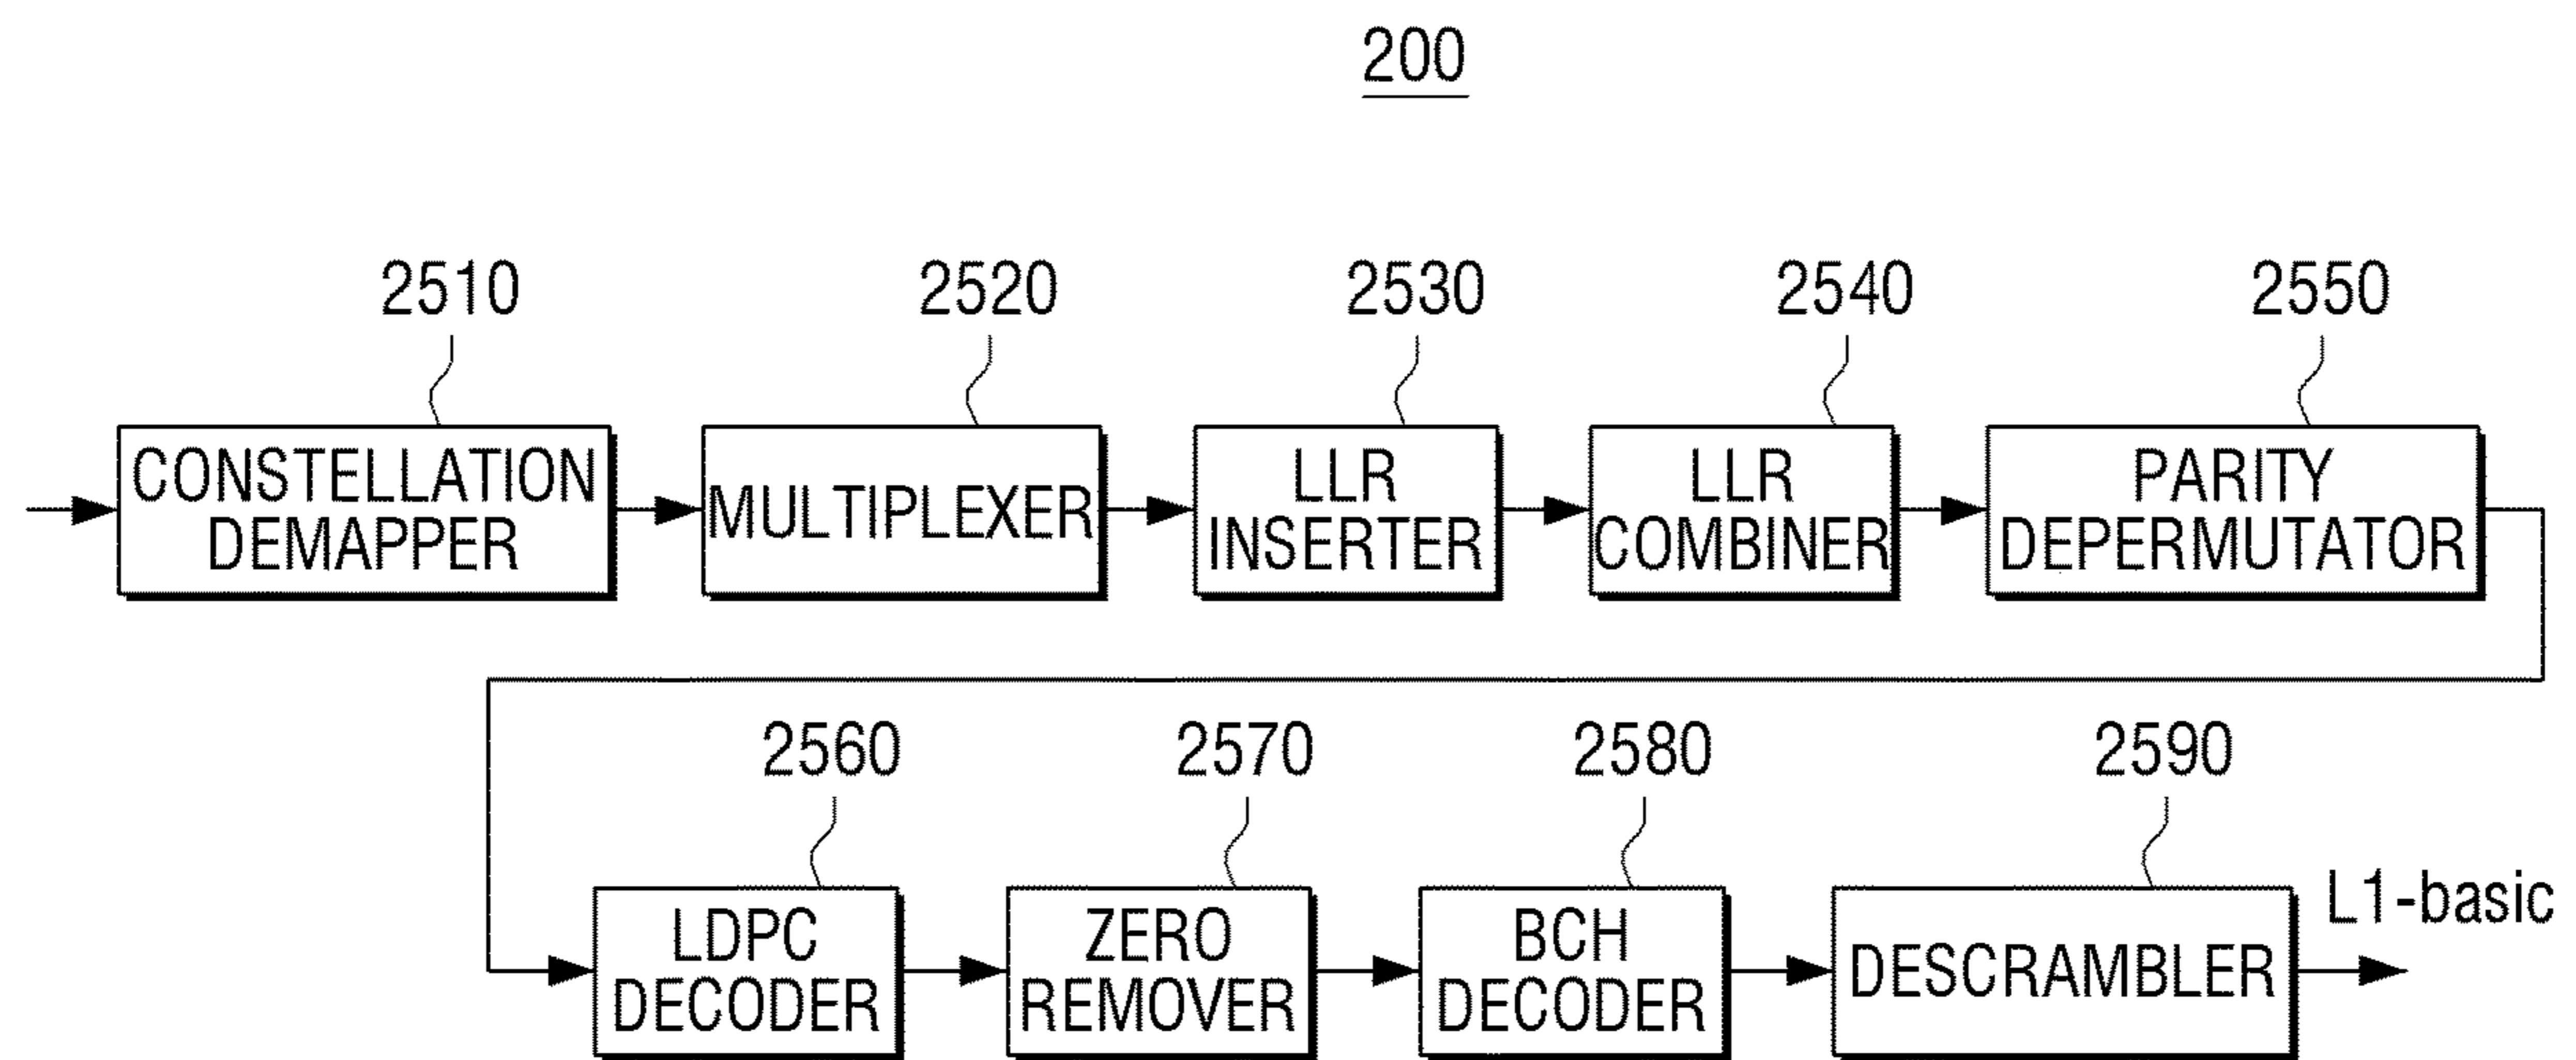 200
2510 2520 2530 2540 2550
CONSTELLATION
DEMAPPER
MULTIPLEXER
LLR
INSERTER
LLR
COMBINER
PARITY
DEPERMUTATOR
2560 2570 2580 2590
LDPC
DECODER
ZERO
REMOVER
BCH
DECODER
DESCRAMBLER
L1-basic